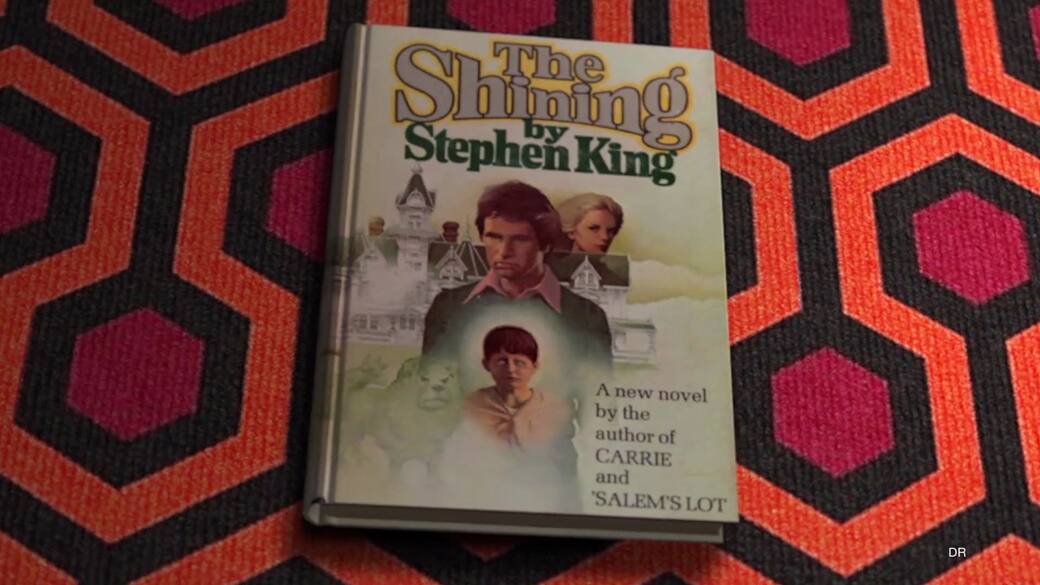 The
Shining
by
Stephen King
A new novel
by the
author of
CARRIE
and
'SALEM'S LOT
DR